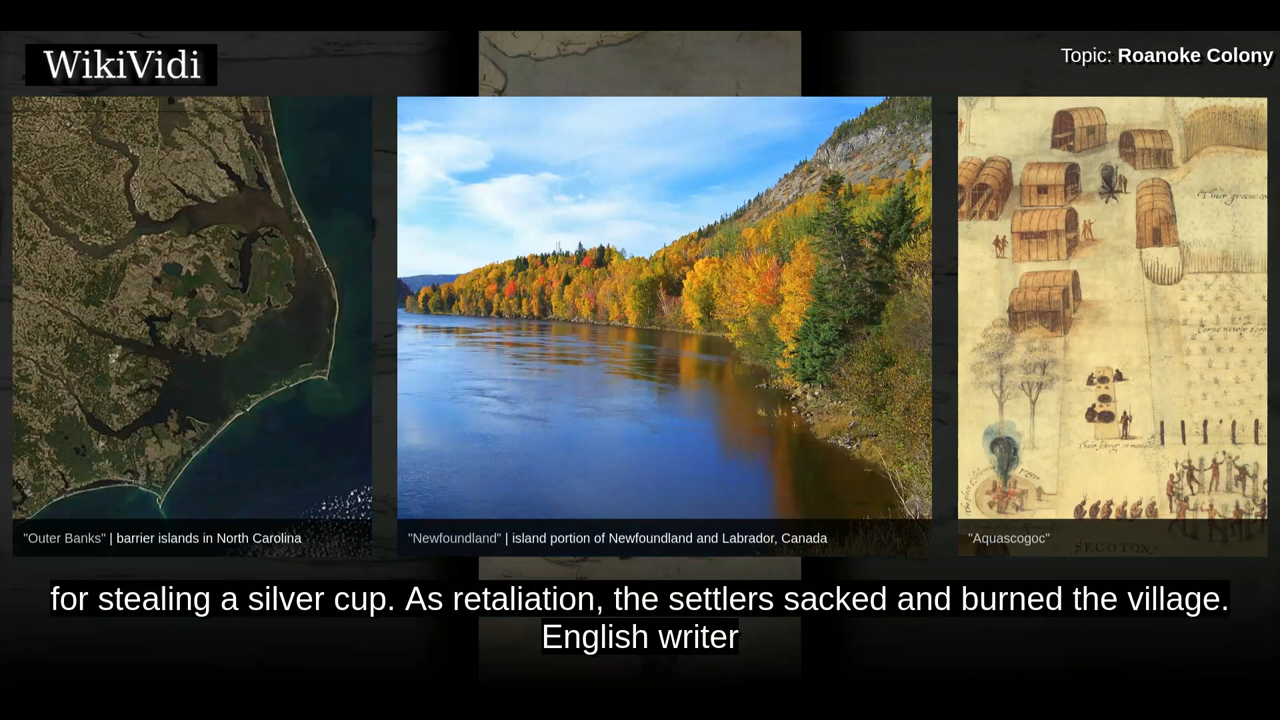 WikiVidi
Topic: Roanoke Colony
"Outer Banks" | barrier islands in North Carolina
"Newfoundland" | island portion of Newfoundland and Labrador, Canada
"Aquascogoc"
SECOTON
for stealing a silver cup. As retaliation, the settlers sacked and burned the village.
English writer